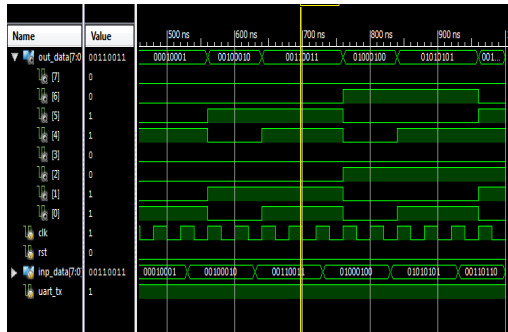 Name Value 500 ns 600 ns 700 ns 800 ns 900 ns
out_data[7:0 00110011 00010001 00100010 00110011 01000100 01010101 001...
[7] 0
[6] 0
[5] 1
[4] 1
[3] 0
[2] 0
[1] 1
[0] 1
clk 1
rst 0
inp_data[7:0] 00110011 00010001 00100010 00110011 01000100 01010101 00110110
uart_tx 1